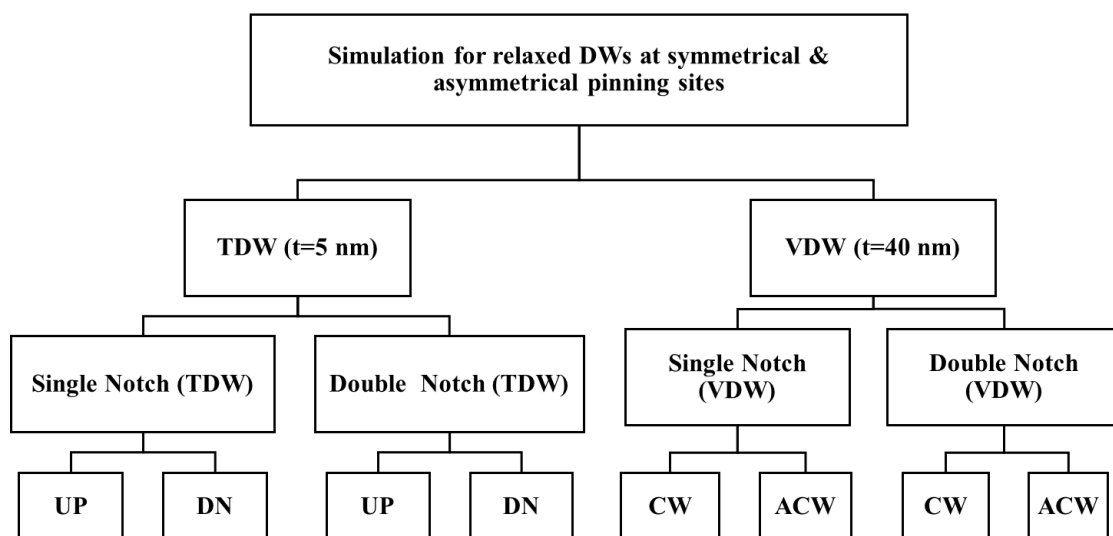 Simulation for relaxed DWs at symmetrical &
asymmetrical pinning sites
TDW (t=5 nm)
VDW (t=40 nm)
Single Notch (TDW)
Double Notch (TDW)
Single Notch
(VDW)
Double Notch
(VDW)
UP
DN
UP
DN
CW
ACW
CW
ACW